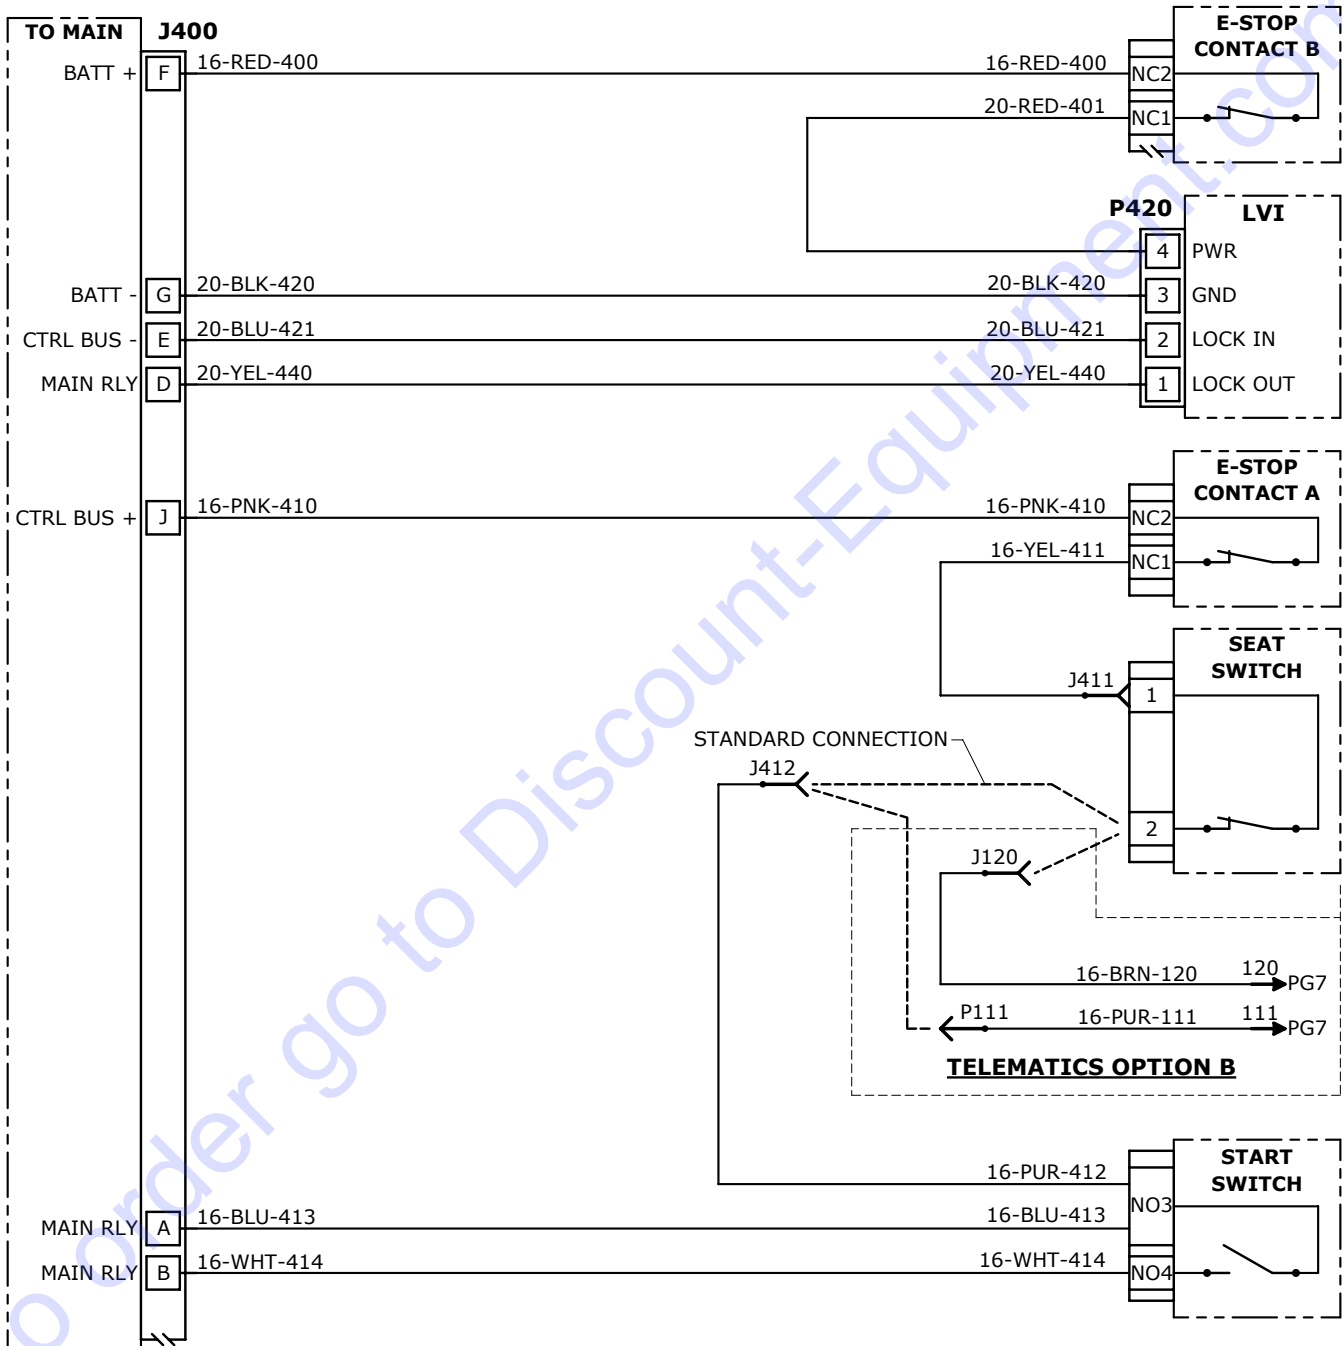 TO MAIN J400
E-STOP
CONTACT B
BATT + F 16-RED-400 16-RED-400 NC2
20-RED-401 NC1
P420 LVI
4 PWR
BATT - G 20-BLK-420 20-BLK-420 3 GND
CTRL BUS - E 20-BLU-421 20-BLU-421 2 LOCK IN
MAIN RLY D 20-YEL-440 20-YEL-440 1 LOCK OUT
E-STOP
CONTACT A
CTRL BUS + J 16-PNK-410 16-PNK-410 NC2
16-YEL-411 NC1
SEAT
SWITCH
J411 1
STANDARD CONNECTION
J412
2
J120
16-BRN-120 120 PG7
P111 16-PUR-111 111 PG7
TELEMATICS OPTION B
START
SWITCH
16-PUR-412
NO3
MAIN RLY A 16-BLU-413 16-BLU-413
MAIN RLY B 16-WHT-414 16-WHT-414 NO4
o order go to Discount-Equipment.com